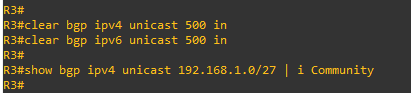 R3#
R3#clear bgp ipv4 unicast 500 in
R3#clear bgp ipv6 unicast 500 in
R3#
R3#show bgp ipv4 unicast 192.168.1.0/27 | i Community
R3#